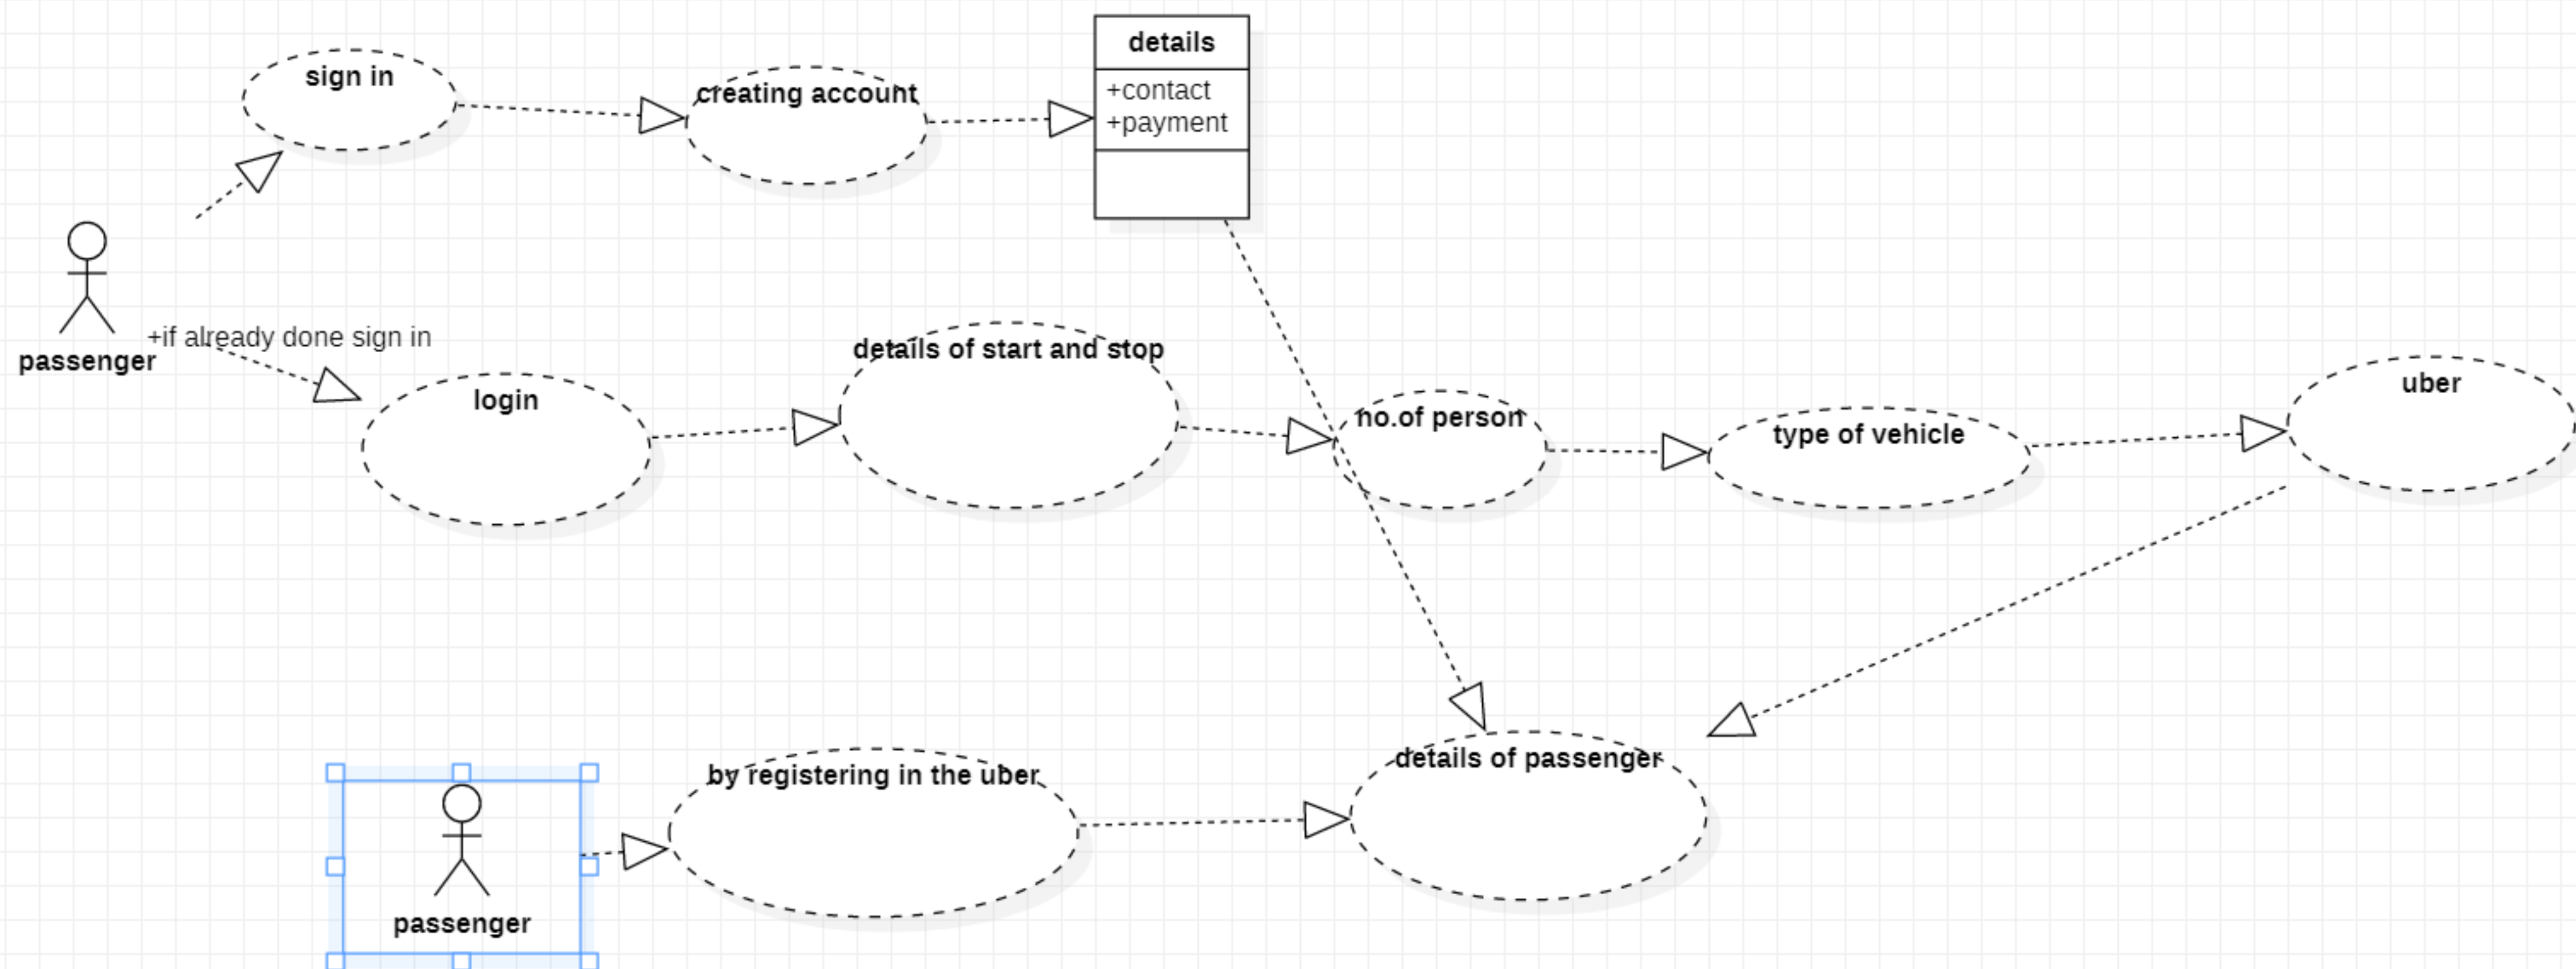 sign in
creating account
details
+contact
+payment
passenger
+if already done sign in
login
details of start and stop
no.of person
type of vehicle
uber
passenger
by registering in the uber
details of passenger